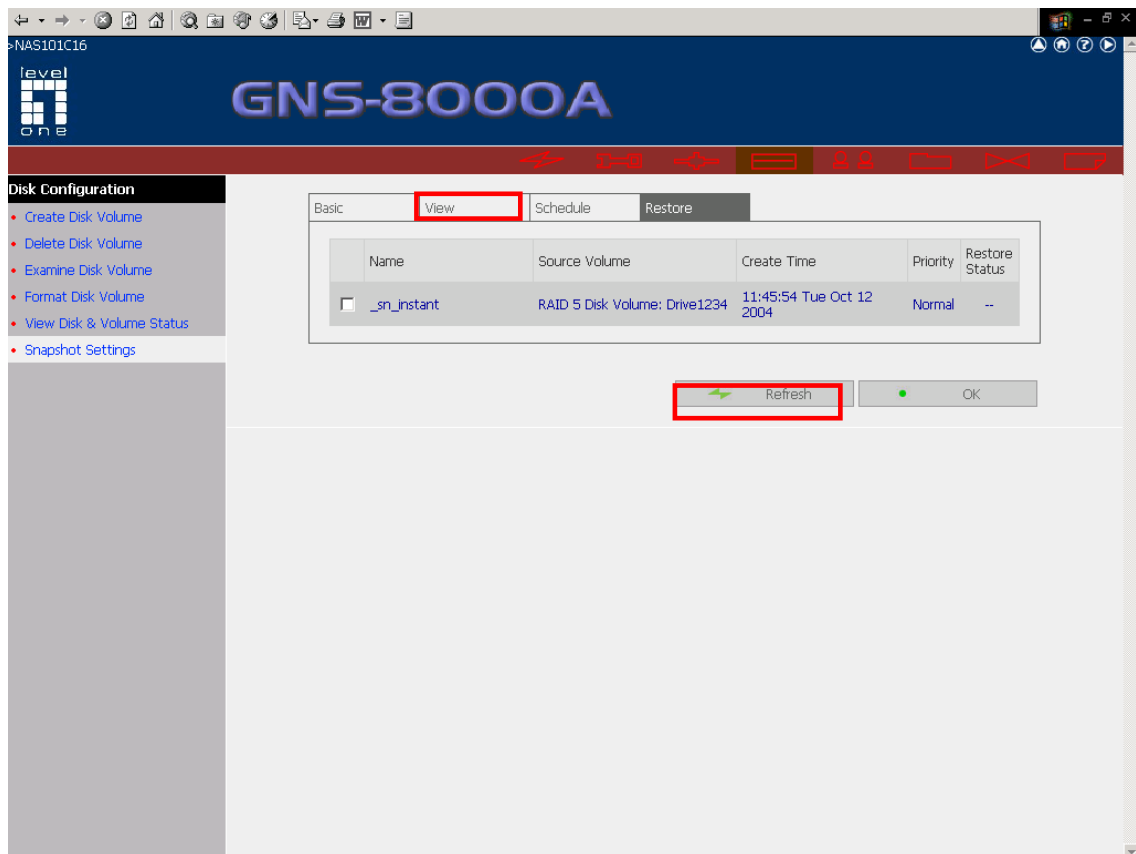 >NAS101C16
level
one
GNS-8000A
Disk Configuration
• Create Disk Volume
• Delete Disk Volume
• Examine Disk Volume
• Format Disk Volume
• View Disk & Volume Status
• Snapshot Settings
Basic View Schedule Restore
Name Source Volume Create Time Priority Restore
Status
_sn_instant RAID 5 Disk Volume: Drive1234 11:45:54 Tue Oct 12
2004 Normal --
Refresh OK